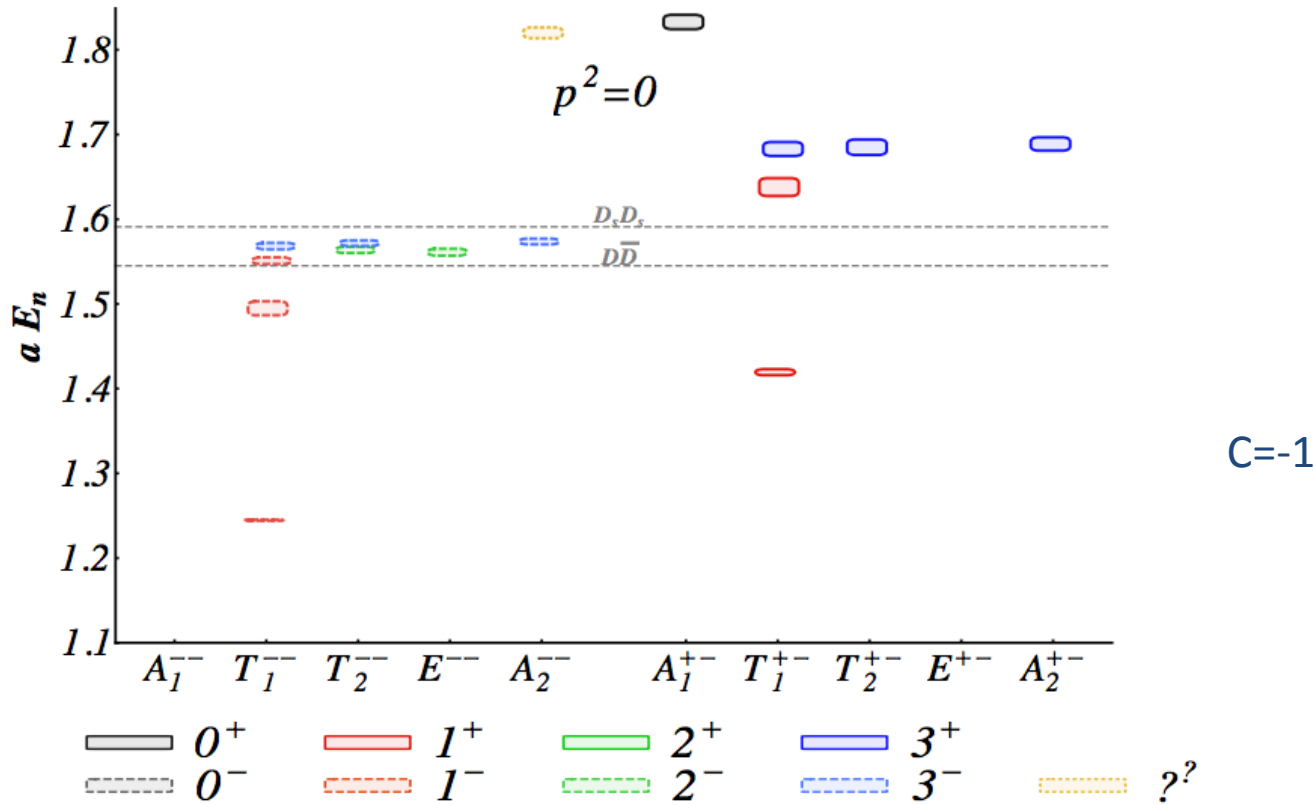 1.8
1.7
1.6
1.5
1.4
1.3
1.2
1.1
a Eₙ
p²=0
DₛDₛ
DD̅
C=-1
A₁⁻⁻ T₁⁻⁻ T₂⁻⁻ E⁻⁻ A₂⁻⁻ A₁⁺⁻ T₁⁺⁻ T₂⁺⁻ E⁺⁻ A₂⁺⁻
0⁺ 1⁺ 2⁺ 3⁺
0⁻ 1⁻ 2⁻ 3⁻ ?^?